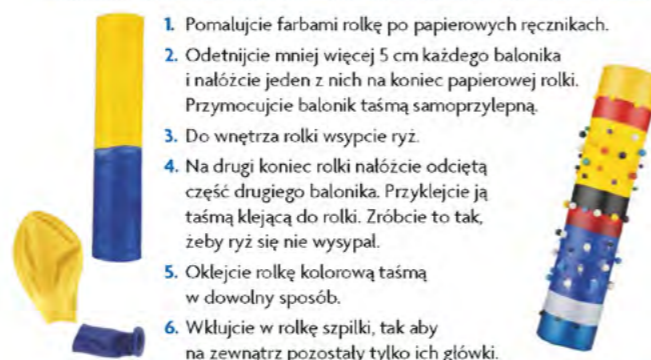 1. Pomalujcie farbami rolkę po papierowych ręcznikach.
2. Odetnijcie mniej więcej 5 cm każdego balonika
i nałóżcie jeden z nich na koniec papierowej rolki.
Przymocujcie balonik taśmą samoprzylepną.
3. Do wnętrza rolki wsypcie ryż.
4. Na drugi koniec rolki nałóżcie odciętą
część drugiego balonika. Przyklejcie ją
taśmą klejącą do rolki. Zróbcie to tak,
żeby ryż się nie wysypał.
5. Oklejcie rolkę kolorową taśmą
w dowolny sposób.
6. Wkłujcie w rolkę szpilki, tak aby
na zewnątrz pozostały tylko ich główki.